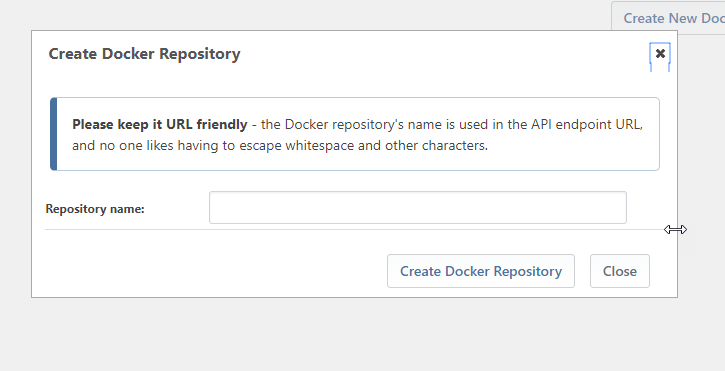 Create New Doc
Create Docker Repository
Please keep it URL friendly - the Docker repository's name is used in the API endpoint URL,
and no one likes having to escape whitespace and other characters.
Repository name:
Create Docker Repository
Close